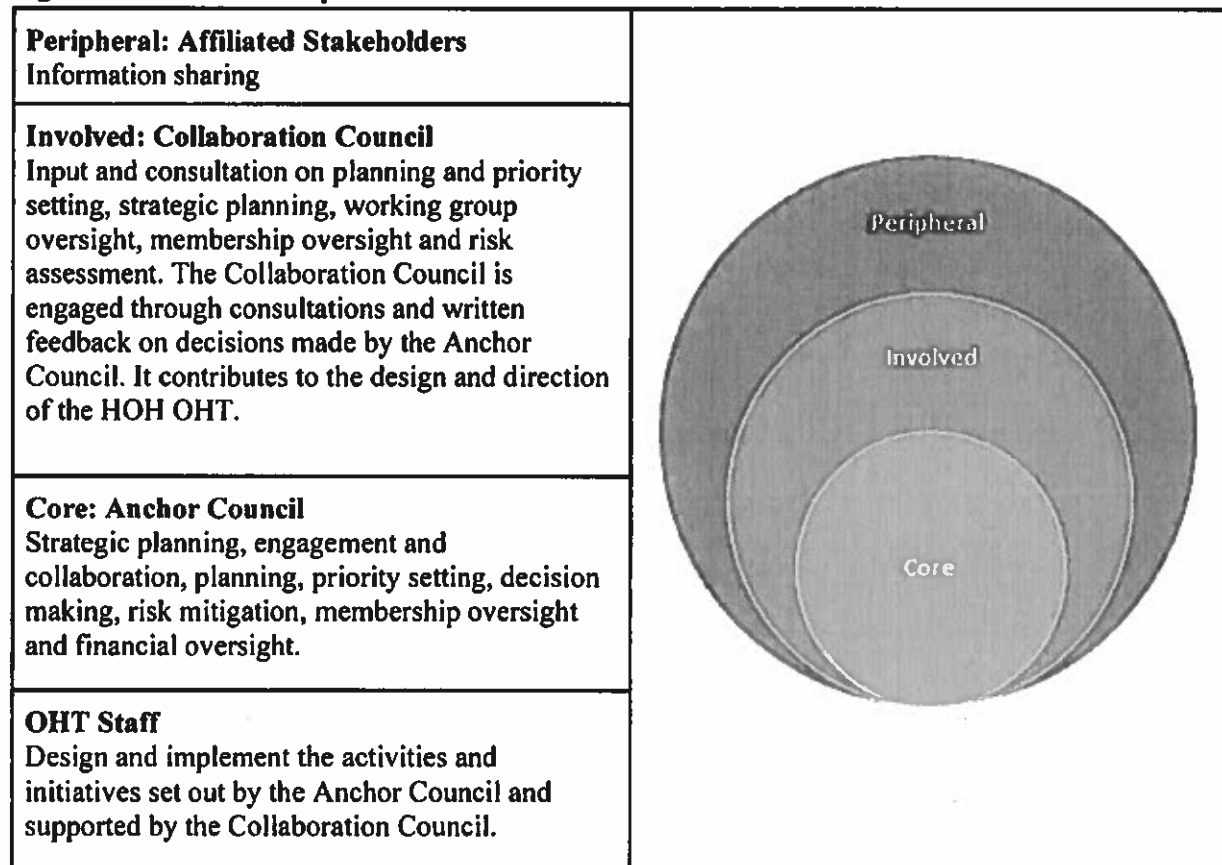 Peripheral: Affiliated Stakeholders
Information sharing
Involved: Collaboration Council
Input and consultation on planning and priority
setting, strategic planning, working group
oversight, membership oversight and risk
assessment. The Collaboration Council is
engaged through consultations and written
feedback on decisions made by the Anchor
Council. It contributes to the design and direction
of the HOH OHT.
Core: Anchor Council
Strategic planning, engagement and
collaboration, planning, priority setting, decision
making, risk mitigation, membership oversight
and financial oversight.
OHT Staff
Design and implement the activities and
initiatives set out by the Anchor Council and
supported by the Collaboration Council.
Peripheral
Involved
Core